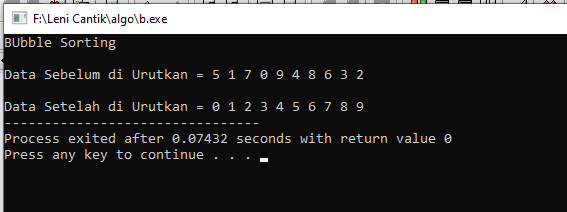 F:\Leni Cantik\algo\b.exe
BUbble Sorting
Data Sebelum di Urutkan = 5 1 7 0 9 4 8 6 3 2
Data Setelah di Urutkan = 0 1 2 3 4 5 6 7 8 9
--------------------------------
Process exited after 0.07432 seconds with return value 0
Press any key to continue . . .